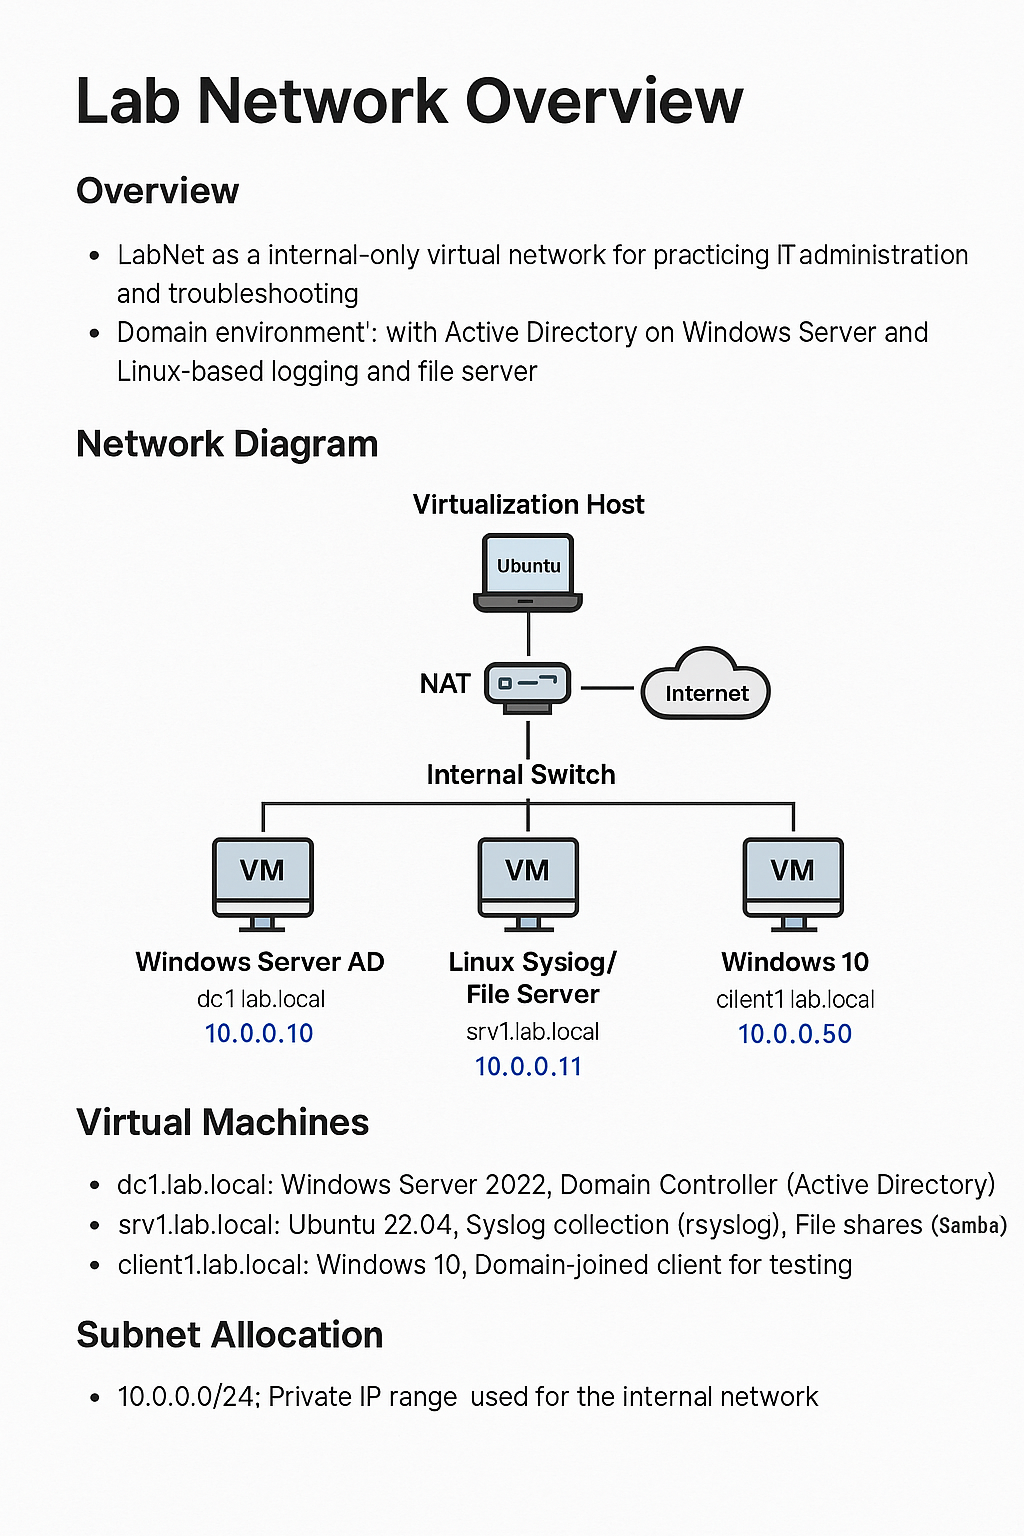 Lab Network Overview
Overview
• LabNet as a internal-only virtual network for practicing IT administration
and troubleshooting
• Domain environment': with Active Directory on Windows Server and
Linux-based logging and file server
Network Diagram
Virtualization Host
Ubuntu
NAT
Internet
Internal Switch
VM
VM
VM
Windows Server AD
dc1 lab.local
10.0.0.10
Linux Sysiog/
File Server
srv1.lab.local
10.0.0.11
Windows 10
cilent1 lab.local
10.0.0.50
Virtual Machines
• dc1.lab.local: Windows Server 2022, Domain Controller (Active Directory)
• srv1.lab.local: Ubuntu 22.04, Syslog collection (rsyslog), File shares (Samba)
• client1.lab.local: Windows 10, Domain-joined client for testing
Subnet Allocation
• 10.0.0.0/24; Private IP range used for the internal network